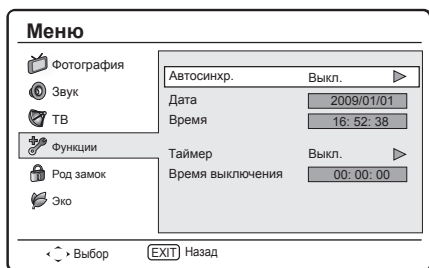 Меню
Фотография
Звук
ТВ
Функции
Род замок
Эко
Автосинхр. Выкл.
Дата 2009/01/01
Время 16: 52: 38
Таймер Выкл.
Время выключения 00: 00: 00
Выбор EXIT Назад